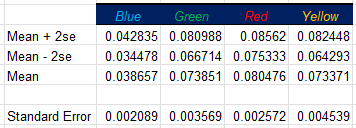 Blue Green Red Yellow
Mean + 2se 0.042835 0.080988 0.08562 0.082448
Mean - 2se 0.034478 0.066714 0.075333 0.064293
Mean 0.038657 0.073851 0.080476 0.073371
Standard Error 0.002089 0.003569 0.002572 0.004539